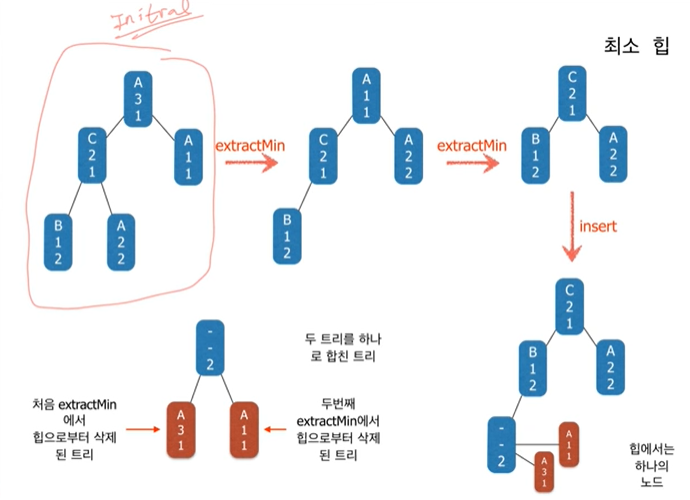 Initial
최소 힙
A
3
1
C
2
1
A
1
1
B
1
2
A
2
2
extractMin
A
1
1
C
2
1
A
2
2
B
1
2
extractMin
C
2
1
B
1
2
A
2
2
insert
C
2
1
B
1
2
A
2
2
-
-
2
A
1
1
A
3
1
힙에서는
하나의
노드
-
-
2
A
3
1
A
1
1
두 트리를 하나
로 합친 트리
처음 extractMin
에서
힙으로부터 삭제
된 트리
두번째
extractMin에서
힙으로부터 삭제
된 트리